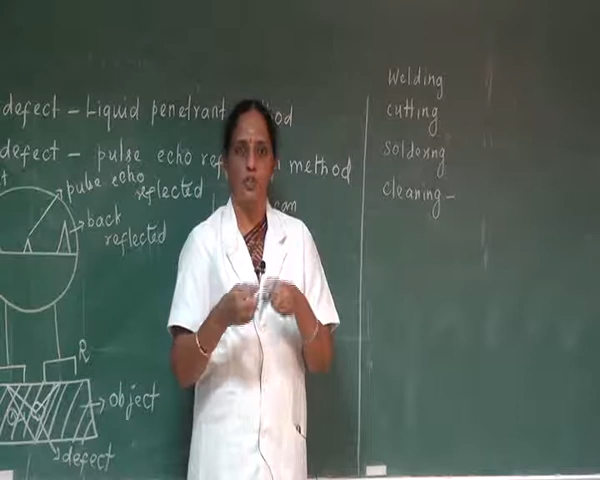 defect - Liquid penetrant
defect - pulse echo method
pulse echo
reflected
back
reflected
R
object
defect
Welding
cutting
soldering
cleaning -